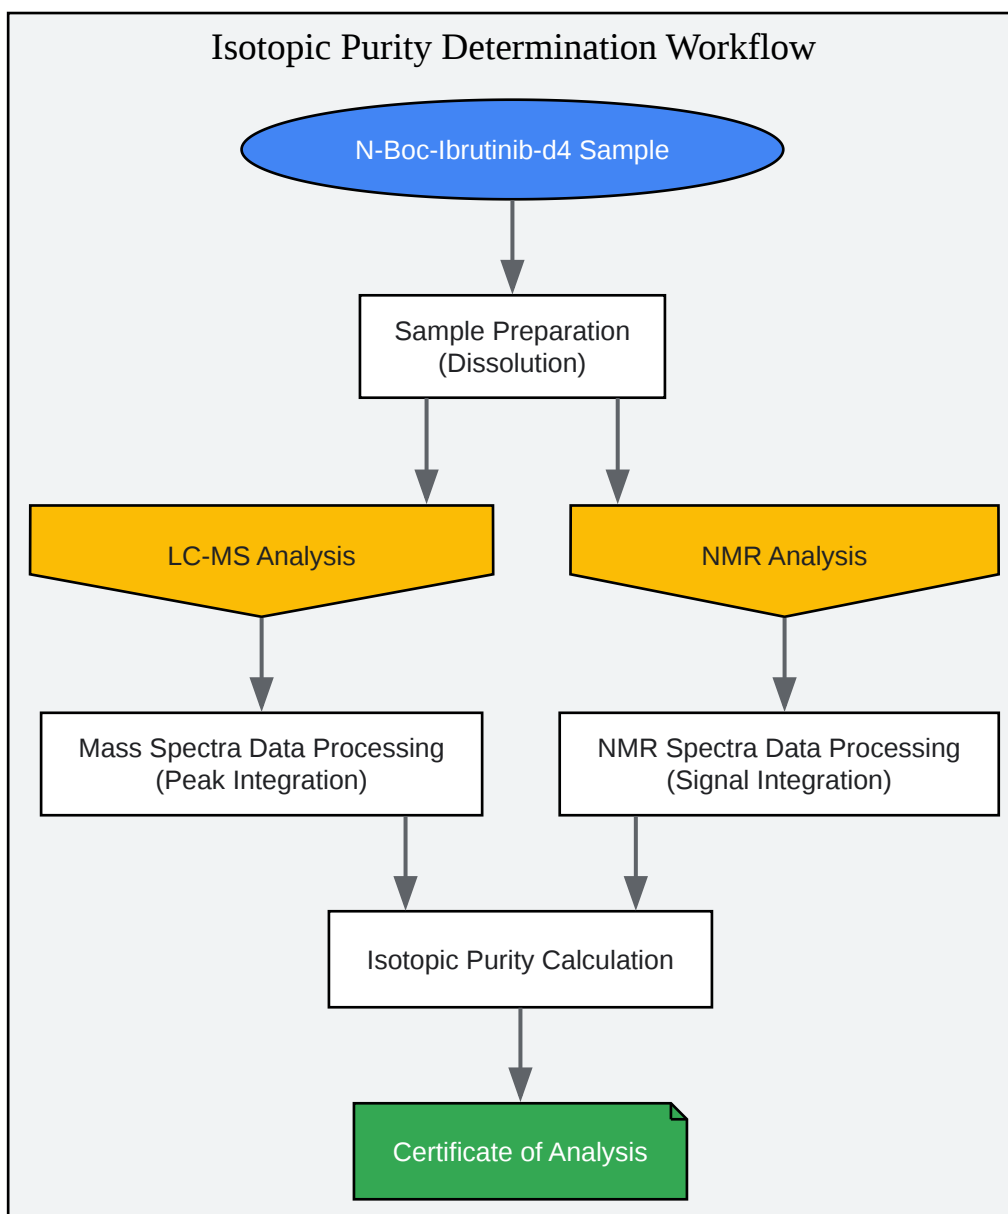 Isotopic Purity Determination Workflow
N-Boc-Ibrutinib-d4 Sample
Sample Preparation
(Dissolution)
LC-MS Analysis
NMR Analysis
Mass Spectra Data Processing
(Peak Integration)
NMR Spectra Data Processing
(Signal Integration)
Isotopic Purity Calculation
Certificate of Analysis